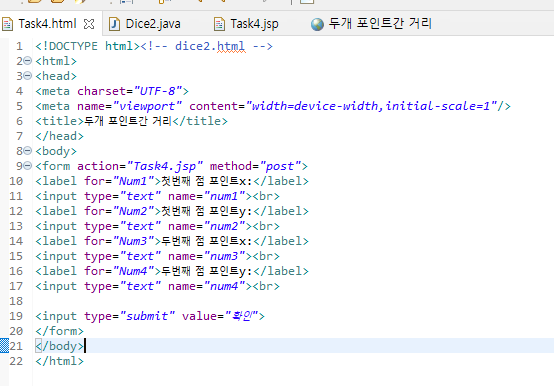 Task4.html Dice2.java Task4.jsp 두개 포인트간 거리
1 <!DOCTYPE html><!-- dice2.html -->
2 <html>
3 <head>
4 <meta charset="UTF-8">
5 <meta name="viewport" content="width=device-width,initial-scale=1"/>
6 <title>두개 포인트간 거리</title>
7 </head>
8 <body>
9 <form action="Task4.jsp" method="post">
10 <label for="Num1">첫번째 점 포인트x:</label>
11 <input type="text" name="num1"><br>
12 <label for="Num2">첫번째 점 포인트y:</label>
13 <input type="text" name="num2"><br>
14 <label for="Num3">두번째 점 포인트x:</label>
15 <input type="text" name="num3"><br>
16 <label for="Num4">두번째 점 포인트y:</label>
17 <input type="text" name="num4"><br>
18
19 <input type="submit" value="확인">
20 </form>
21 </body>
22 </html>